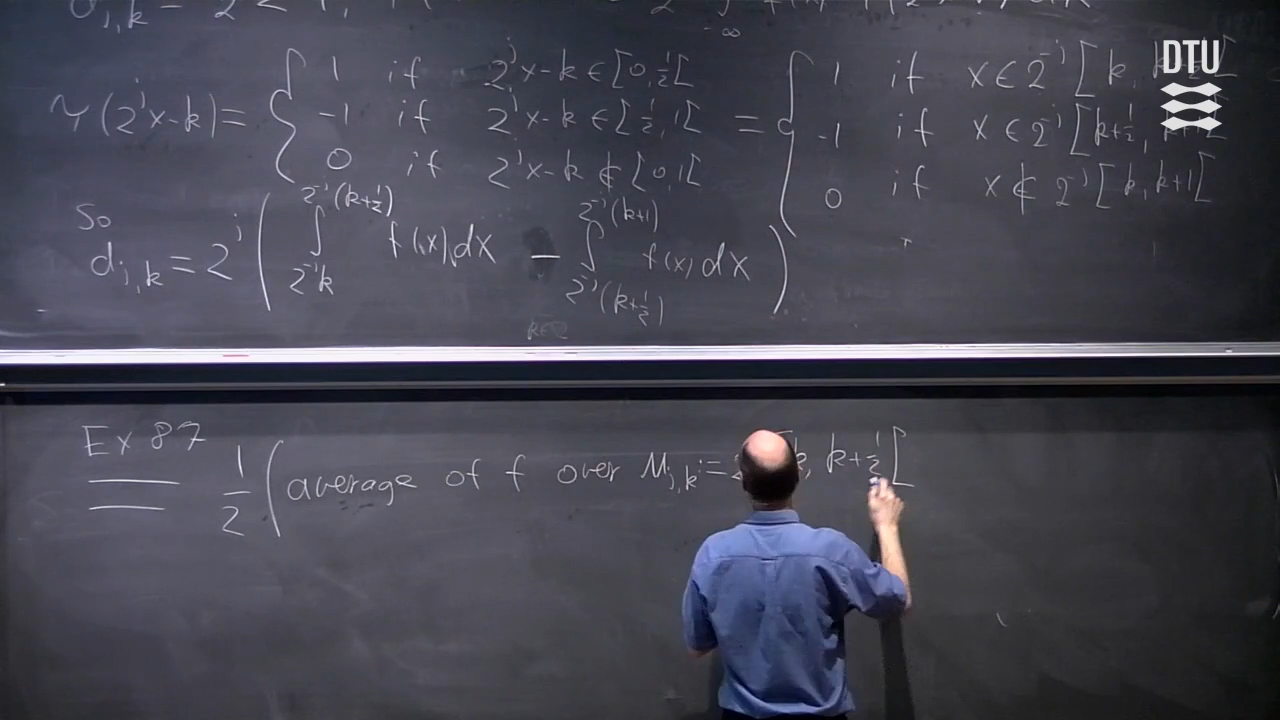 DTU
ψ(2^j x-k) = { 1 if 2^j x-k ∈ [0,½[ = { 1 if x ∈ 2^-j [k,
-1 if 2^j x-k ∈ [½,1[ -1 if x ∈ 2^-j [k+½,
0 if 2^j x-k ∉ [0,1[ 0 if x ∉ 2^-j [k,k+1[
So
d_j,k = 2^j ( ∫_{2^-j k}^{2^-j (k+½)} f(x) dx - ∫_{2^-j (k+½)}^{2^-j (k+1)} f(x) dx )
Ex 87
½ ( average of f over M_j,k := k, k+½[